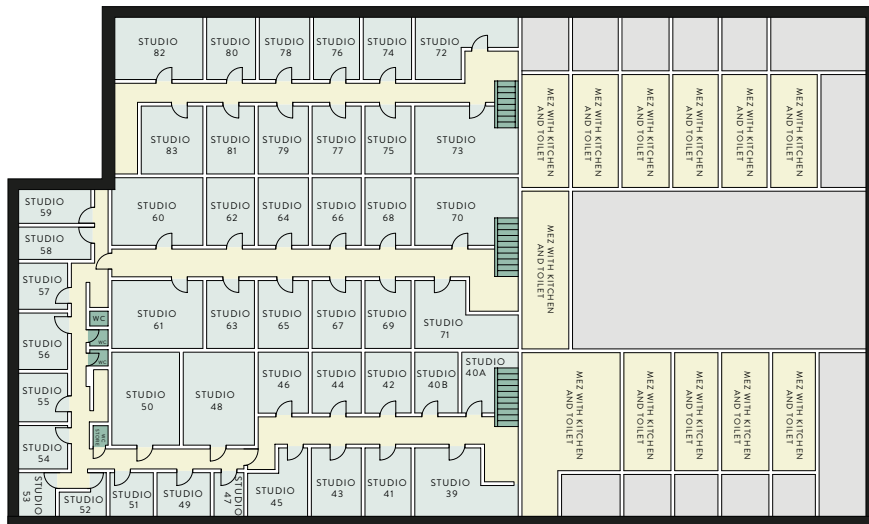 STUDIO
82
STUDIO
80
STUDIO
78
STUDIO
76
STUDIO
74
STUDIO
72
MEZ WITH KITCHEN
AND TOILET
MEZ WITH KITCHEN
AND TOILET
MEZ WITH KITCHEN
AND TOILET
MEZ WITH KITCHEN
AND TOILET
MEZ WITH KITCHEN
AND TOILET
MEZ WITH KITCHEN
AND TOILET
STUDIO
83
STUDIO
81
STUDIO
79
STUDIO
77
STUDIO
75
STUDIO
73
STUDIO
59
STUDIO
60
STUDIO
62
STUDIO
64
STUDIO
66
STUDIO
68
STUDIO
70
STUDIO
58
MEZ WITH KITCHEN
AND TOILET
STUDIO
57
STUDIO
61
STUDIO
63
STUDIO
65
STUDIO
67
STUDIO
69
STUDIO
71
WC
WC
WC
STUDIO
56
STUDIO
46
STUDIO
44
STUDIO
42
STUDIO
40B
STUDIO
40A
STUDIO
55
STUDIO
50
STUDIO
48
MEZ WITH KITCHEN
AND TOILET
MEZ WITH KITCHEN
AND TOILET
MEZ WITH KITCHEN
AND TOILET
MEZ WITH KITCHEN
AND TOILET
MEZ WITH KITCHEN
AND TOILET
WC
STORE
STUDIO
54
STUDIO
53
STUDIO
52
STUDIO
51
STUDIO
49
STUDIO
47
STUDIO
45
STUDIO
43
STUDIO
41
STUDIO
39